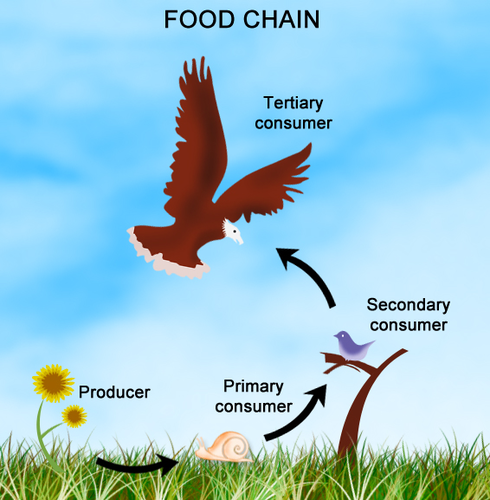 FOOD CHAIN
Tertiary
consumer
Secondary
consumer
Producer
Primary
consumer